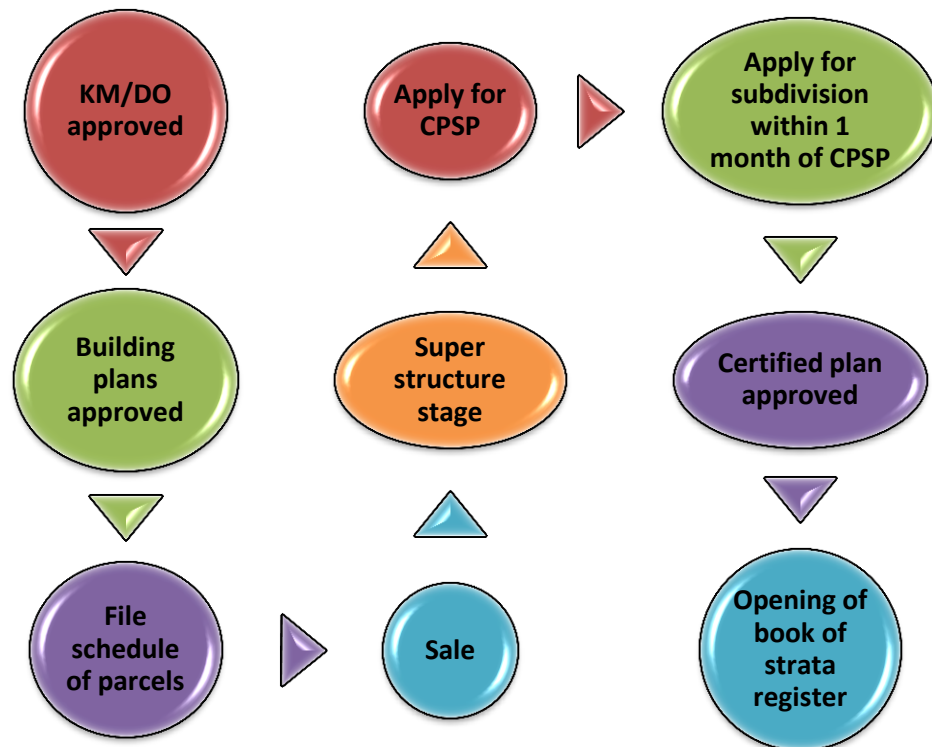 KM/DO
approved
Building
plans
approved
File
schedule
of parcels
Sale
Super
structure
stage
Apply for
CPSP
Apply for
subdivision
within 1
month of CPSP
Certified plan
approved
Opening of
book of
strata
register